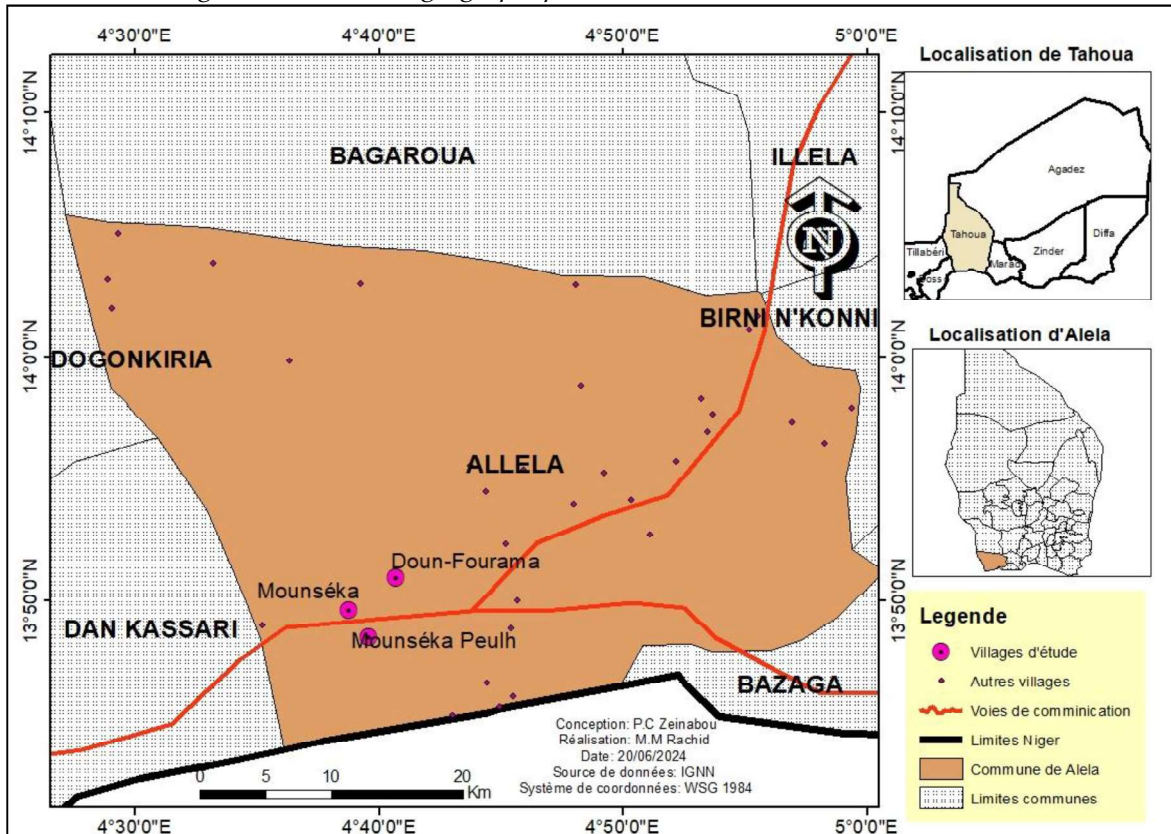 4°30'0"E 4°40'0"E 4°50'0"E 5°0'0"E
14°10'0"N
14°10'0"N
BAGAROUA
ILLELA
N
BIRNI N'KONNI
14°0'0"N
14°0'0"N
DOGONKIRIA
ALLELA
Doun-Fourama
Mounséka
13°50'0"N
13°50'0"N
DAN KASSARI
Mounséka Peulh
BAZAGA
Conception: P.C Zeinabou
Réalisation: M.M Rachid
Date: 20/06/2024
Source de données: IGNN
Système de coordonnées: WSG 1984
0 5 10 20
Km
4°30'0"E 4°40'0"E 4°50'0"E 5°0'0"E
Localisation de Tahoua
Agadez
Tahoua
Diffa
Tillabéri
Zinder
Marad
Doss
Localisation d'Alela
Legende
Villages d'étude
Autres villages
Voies de comminication
Limites Niger
Commune de Alela
Limites communes